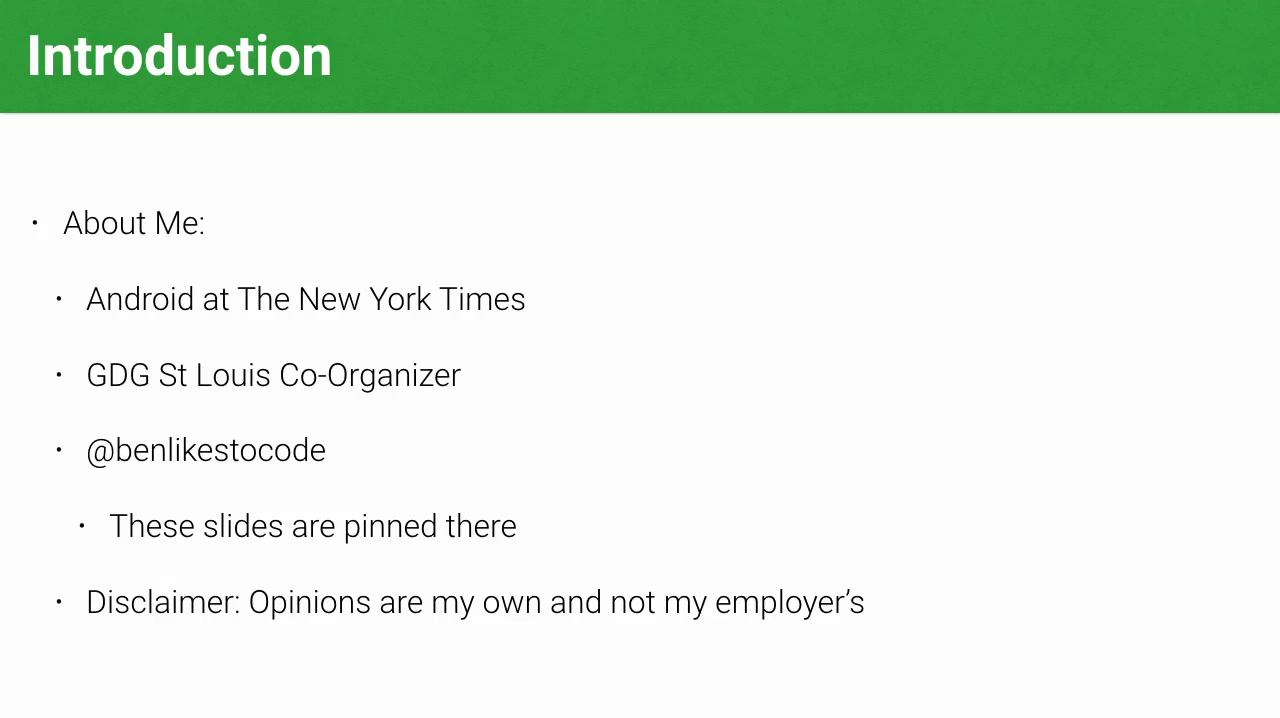 Introduction
• About Me:
• Android at The New York Times
• GDG St Louis Co-Organizer
• @benlikestocode
• These slides are pinned there
• Disclaimer: Opinions are my own and not my employer’s